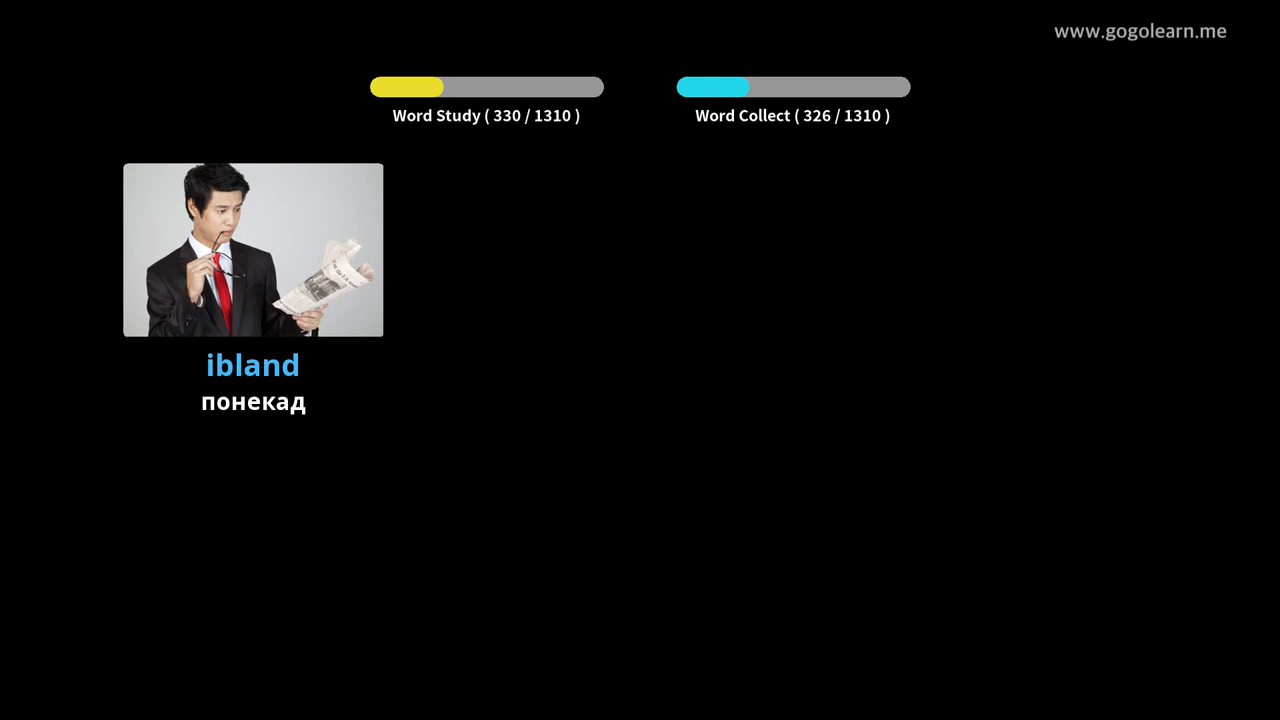 www.gogolearn.me
Word Study ( 330 / 1310 )
Word Collect ( 326 / 1310 )
ibland
понекад